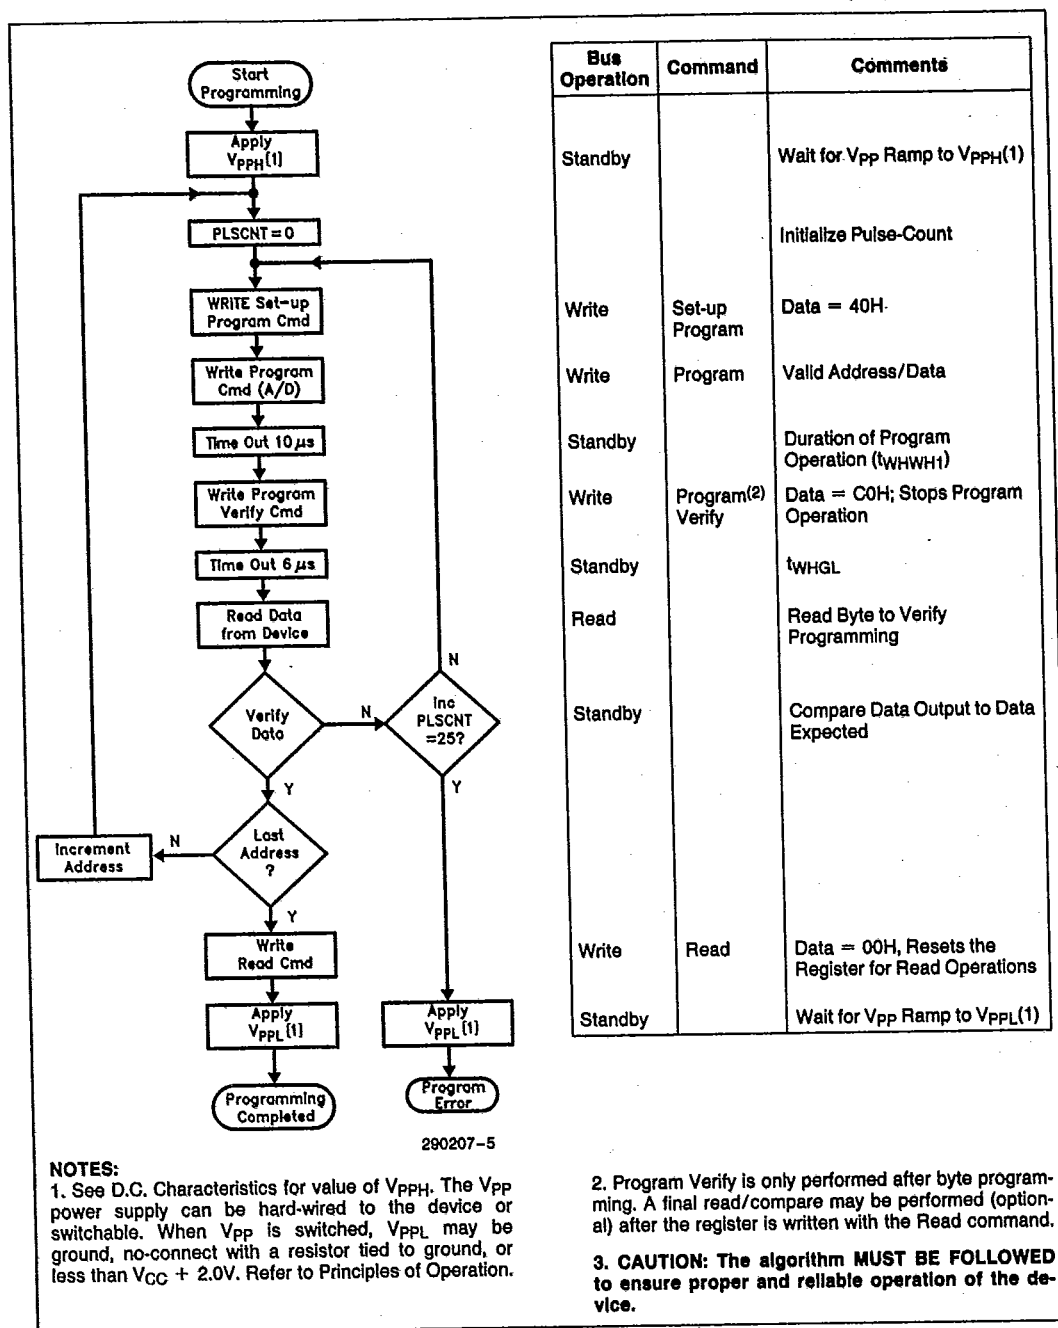 Start
Programming
Apply
VPPH(1)
PLSCNT=0
WRITE Set-up
Program Cmd
Write Program
Cmd (A/D)
Time Out 10 μs
Write Program
Verify Cmd
Time Out 6 μs
Read Data
from Device
Verify
Data
N
Inc
PLSCNT
=25?
N
Y
Y
Last
Address
?
N
Increment
Address
Y
Write
Read Cmd
Apply
VPPL(1)
Apply
VPPL(1)
Programming
Completed
Program
Error
290207-5
Bus
Operation
Command
Comments
Standby
Wait for VPP Ramp to VPPH(1)
Initialize Pulse-Count
Write
Set-up
Program
Data = 40H
Write
Program
Valid Address/Data
Standby
Duration of Program
Operation (tWHWH1)
Write
Program(2)
Verify
Data = C0H; Stops Program
Operation
Standby
tWHGL
Read
Read Byte to Verify
Programming
Standby
Compare Data Output to Data
Expected
Write
Read
Data = 00H, Resets the
Register for Read Operations
Standby
Wait for VPP Ramp to VPPL(1)
NOTES:
1. See D.C. Characteristics for value of VPPH. The VPP
power supply can be hard-wired to the device or
switchable. When VPP is switched, VPPL may be
ground, no-connect with a resistor tied to ground, or
less than VCC + 2.0V. Refer to Principles of Operation.
2. Program Verify is only performed after byte program-
ming. A final read/compare may be performed (option-
al) after the register is written with the Read command.
3. CAUTION: The algorithm MUST BE FOLLOWED
to ensure proper and reliable operation of the de-
vice.